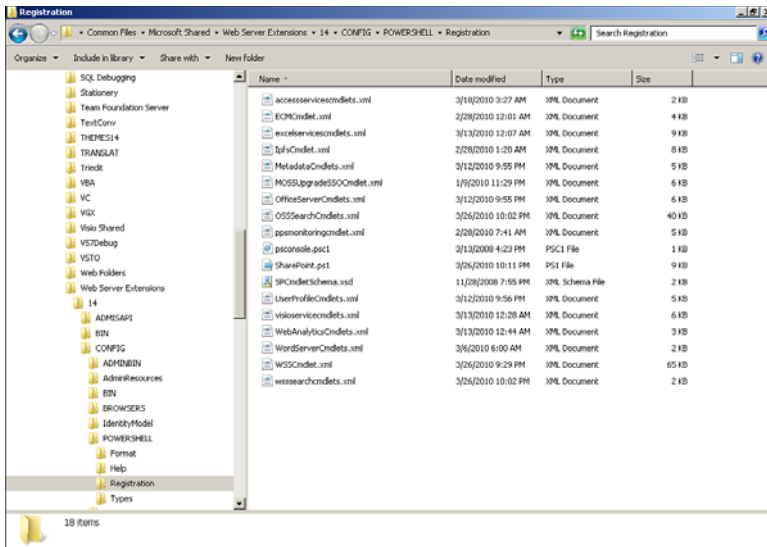 Registration
Common Files Microsoft Shared Web Server Extensions 14 CONFIG POWERSHELL Registration Search Registration
Organize Include in library Share with New folder
SQL Debugging
Stationery
Team Foundation Server
TextConv
THEMES14
TRANSLAT
Triedit
VBA
VC
VGX
Visio Shared
VS7Debug
VSTO
Web Folders
Web Server Extensions
14
ADMISAPI
BIN
CONFIG
ADMINBIN
AdminResources
BIN
BROWSERS
IdentityModel
POWERSHELL
Format
Help
Registration
Types
Name Date modified Type Size
accessservicescmdlets.xml 3/18/2010 3:27 AM XML Document 2 KB
ECMCmdlet.xml 2/28/2010 12:01 AM XML Document 4 KB
excelservicescmdlets.xml 3/13/2010 12:07 AM XML Document 9 KB
IpfsCmdlet.xml 2/28/2010 1:28 AM XML Document 8 KB
MetadataCmdlets.xml 3/12/2010 9:55 PM XML Document 5 KB
MOSSUpgradeSSOCmdlet.xml 1/9/2010 11:29 PM XML Document 6 KB
OfficeServerCmdlets.xml 3/12/2010 9:55 PM XML Document 6 KB
OSSSearchCmdlets.xml 3/26/2010 10:02 PM XML Document 40 KB
ppsmonitoringcmdlet.xml 2/28/2010 7:41 AM XML Document 5 KB
psconsole.psc1 3/13/2008 4:23 PM PSC1 File 1 KB
SharePoint.ps1 3/26/2010 10:11 PM PS1 File 9 KB
SPCmdletSchema.xsd 11/28/2008 7:55 PM XML Schema File 2 KB
UserProfileCmdlets.xml 3/12/2010 9:56 PM XML Document 5 KB
visioservicecmdlets.xml 3/13/2010 12:28 AM XML Document 6 KB
WebAnalyticsCmdlets.xml 3/13/2010 12:44 AM XML Document 3 KB
WordServerCmdlets.xml 3/6/2010 6:00 AM XML Document 2 KB
WSSCmdlet.xml 3/26/2010 9:29 PM XML Document 65 KB
wsssearchcmdlets.xml 3/26/2010 10:02 PM XML Document 2 KB
18 items